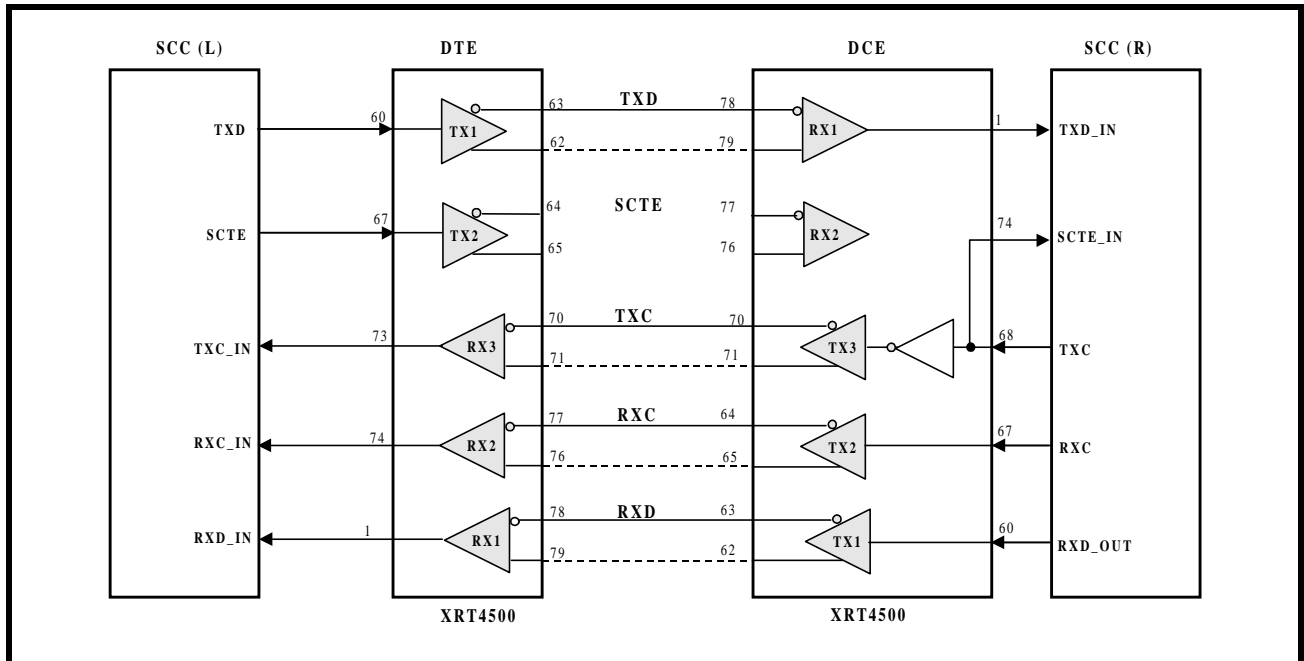 SCC (L) DTE DCE SCC (R)
TXD 60 TX1 63 TXD 78 RX1 1 TXD_IN
62 79
SCTE 67 TX2 64 SCTE 77 RX2 74 SCTE_IN
65 76
TXC_IN 73 RX3 70 TXC 70 TX3 68 TXC
71 71
RXC_IN 74 RX2 77 RXC 64 TX2 67 RXC
76 65
RXD_IN 1 RX1 78 RXD 63 TX1 60 RXD_OUT
79 62
XRT4500 XRT4500